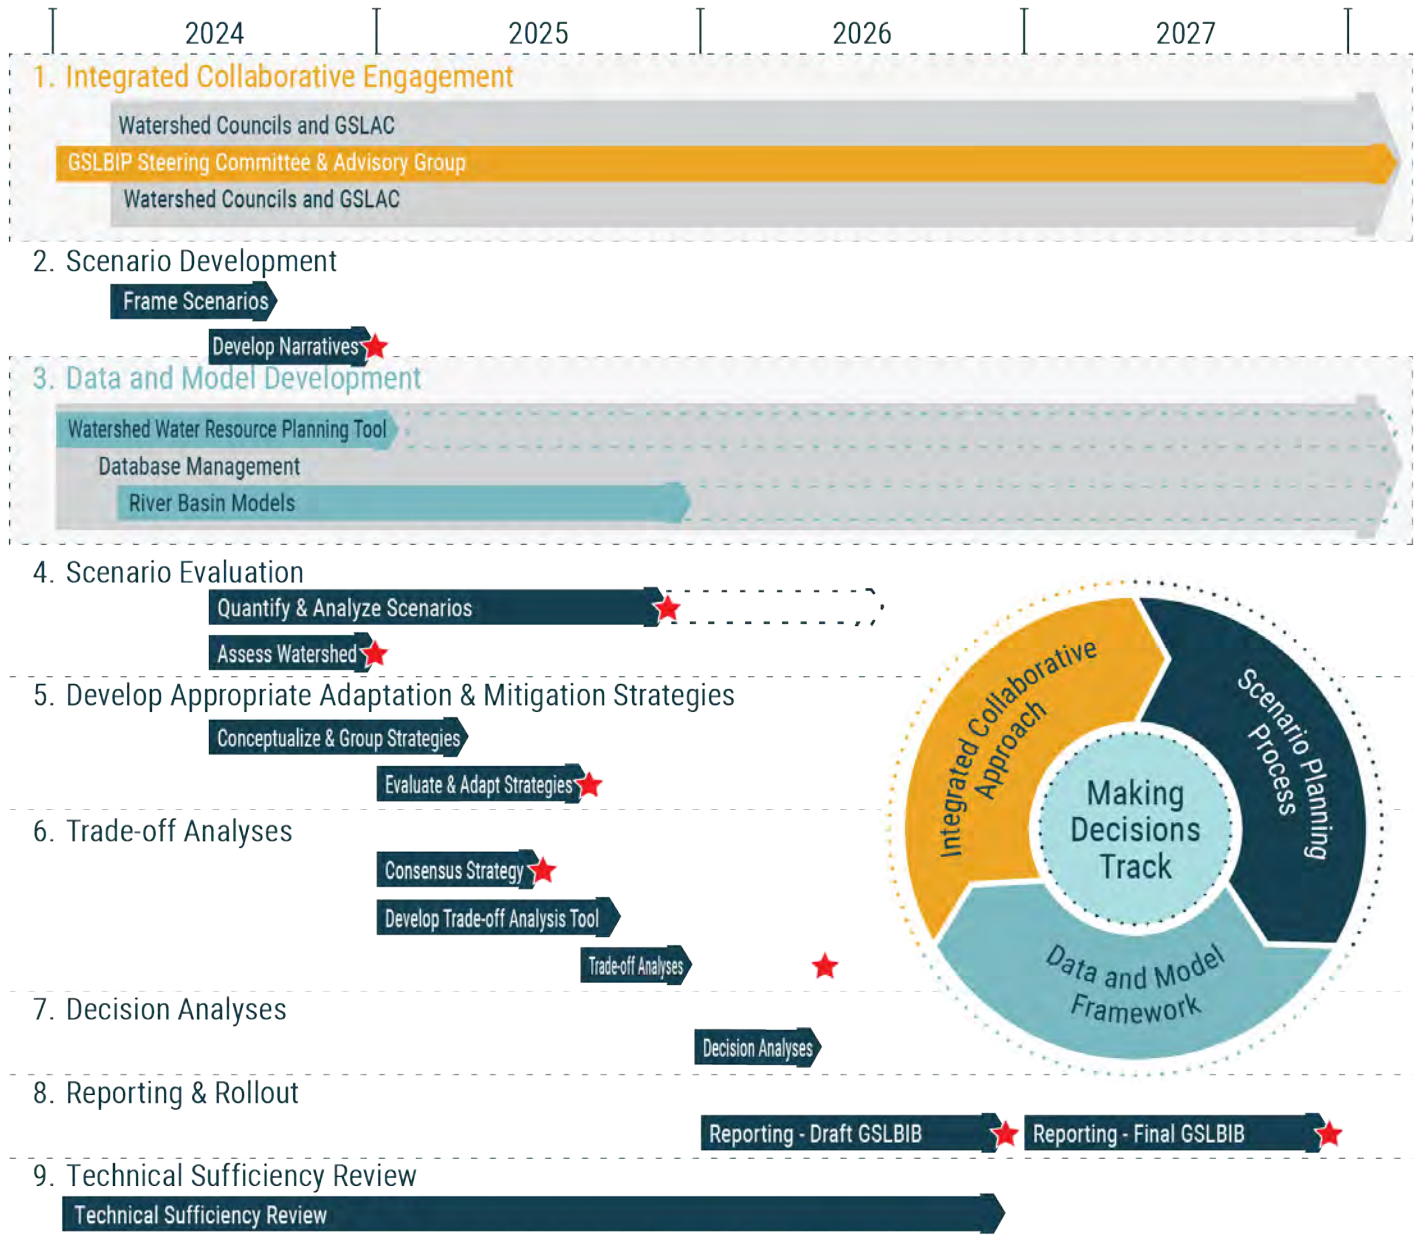 2024 2025 2026 2027
1. Integrated Collaborative Engagement
Watershed Councils and GSLAC
GSLBIP Steering Committee & Advisory Group
Watershed Councils and GSLAC
2. Scenario Development
Frame Scenarios
Develop Narratives
3. Data and Model Development
Watershed Water Resource Planning Tool
Database Management
River Basin Models
4. Scenario Evaluation
Quantify & Analyze Scenarios
Assess Watershed
5. Develop Appropriate Adaptation & Mitigation Strategies
Conceptualize & Group Strategies
Evaluate & Adapt Strategies
6. Trade-off Analyses
Consensus Strategy
Develop Trade-off Analysis Tool
Trade-off Analyses
7. Decision Analyses
Decision Analyses
8. Reporting & Rollout
Reporting - Draft GSLBIB
Reporting - Final GSLBIB
9. Technical Sufficiency Review
Technical Sufficiency Review
Integrated Collaborative
Approach
Scenario Planning
Process
Making
Decisions
Track
Data and Model
Framework